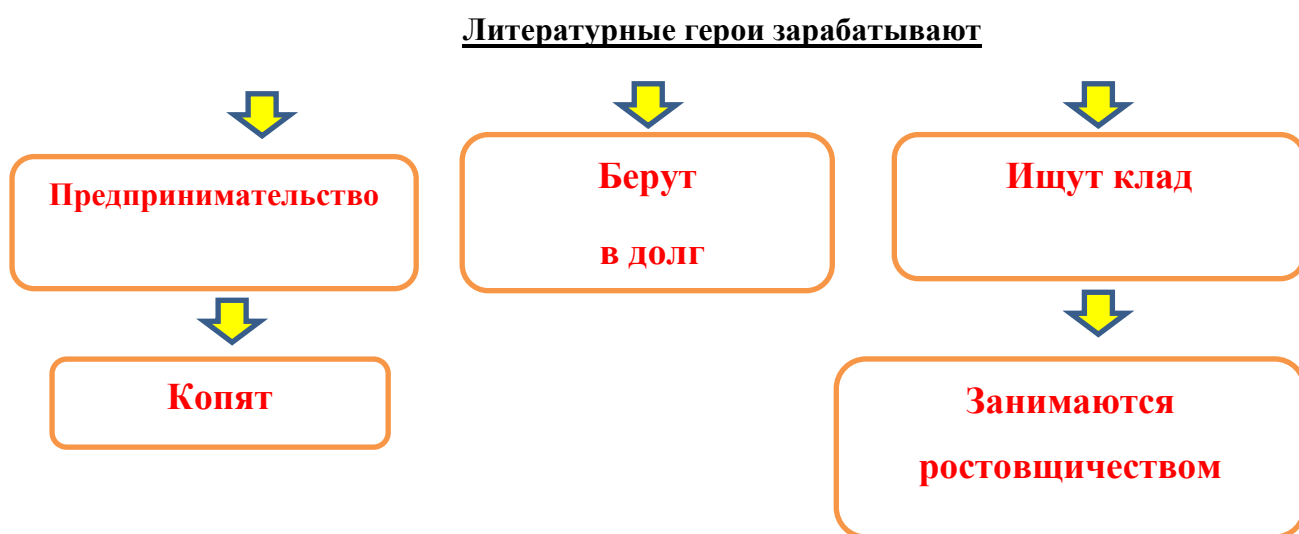 Литературные герои зарабатывают
Предпринимательство
Берут
в долг
Ищут клад
Копят
Занимаются
ростовщичеством